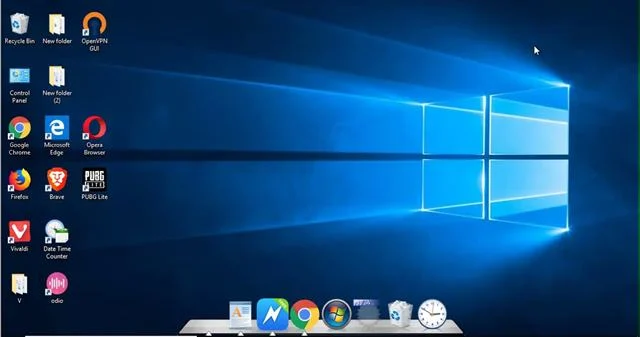 Recycle Bin
New folder
OpenVPN
GUI
Control
Panel
New folder
(2)
Google
Chrome
Microsoft
Edge
Opera
Browser
Firefox
Brave
PUBG
LITE
PUBG Lite
Vivaldi
Date Time
Counter
V
odio